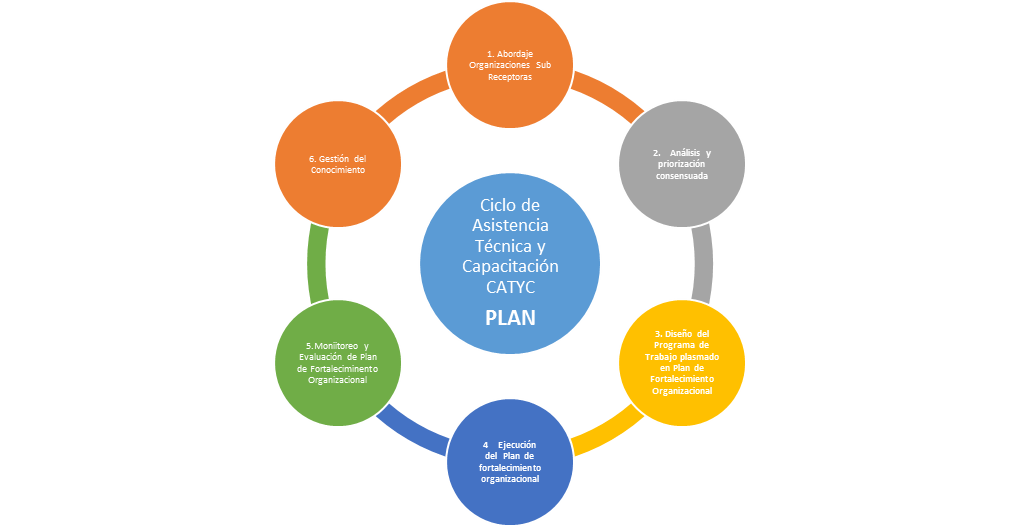 1. Abordaje
Organizaciones Sub
Receptoras
2. Análisis y
priorización
consensuada
3. Diseño del
Programa de
Trabajo plasmado
en Plan de
Fortalecimiento
Organizacional
4 Ejecución
del Plan de
fortalecimiento
organizacional
5. Moniitoreo y
Evaluación de Plan
de Fortaleciminento
Organizacional
6. Gestión del
Conocimiento
Ciclo de
Asistencia
Técnica y
Capacitación
CATYC
PLAN